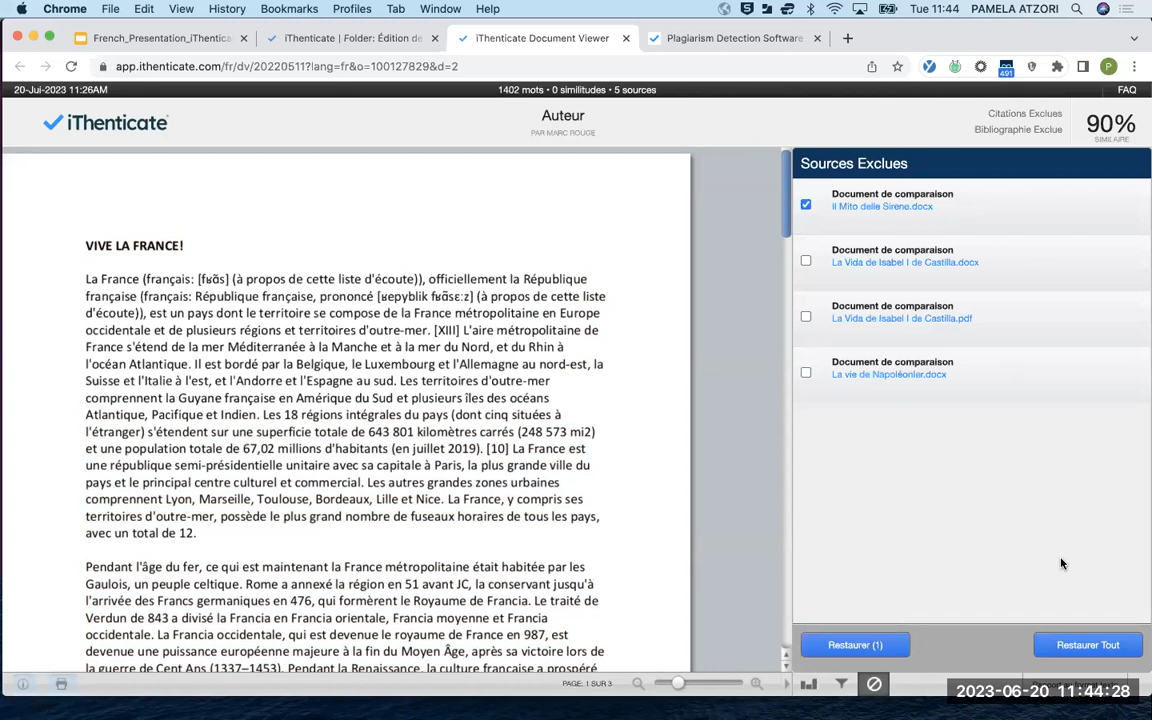 Chrome File Edit View History Bookmarks Profiles Tab Window Help
Tue 11:44 PAMELA ATZORI
French_Presentation_iThentica
iThenticate | Folder: Édition de
iThenticate Document Viewer
Plagiarism Detection Software
app.ithenticate.com/fr/dv/20220511?lang=fr&o=100127829&d=2
491
P
20-Jui-2023 11:26AM
1402 mots • 0 similitudes • 5 sources
FAQ
iThenticate
Auteur
PAR MARC ROUGE
Citations Exclues
Bibliographie Exclue
90%
SIMILAIRE
VIVE LA FRANCE!
La France (français: [fʁɑ̃s] (à propos de cette liste d'écoute)), officiellement la République
française (français: République française, prononcé [ʁepyblik fʁɑ̃sɛːz] (à propos de cette liste
d'écoute)), est un pays dont le territoire se compose de la France métropolitaine en Europe
occidentale et de plusieurs régions et territoires d'outre-mer. [XIII] L'aire métropolitaine de
France s'étend de la mer Méditerranée à la Manche et à la mer du Nord, et du Rhin à
l'océan Atlantique. Il est bordé par la Belgique, le Luxembourg et l'Allemagne au nord-est, la
Suisse et l'Italie à l'est, et l'Andorre et l'Espagne au sud. Les territoires d'outre-mer
comprennent la Guyane française en Amérique du Sud et plusieurs îles des océans
Atlantique, Pacifique et Indien. Les 18 régions intégrales du pays (dont cinq situées à
l'étranger) s'étendent sur une superficie totale de 643 801 kilomètres carrés (248 573 mi2)
et une population totale de 67,02 millions d'habitants (en juillet 2019). [10] La France est
une république semi-présidentielle unitaire avec sa capitale à Paris, la plus grande ville du
pays et le principal centre culturel et commercial. Les autres grandes zones urbaines
comprennent Lyon, Marseille, Toulouse, Bordeaux, Lille et Nice. La France, y compris ses
territoires d'outre-mer, possède le plus grand nombre de fuseaux horaires de tous les pays,
avec un total de 12.
Pendant l'âge du fer, ce qui est maintenant la France métropolitaine était habitée par les
Gaulois, un peuple celtique. Rome a annexé la région en 51 avant JC, la conservant jusqu'à
l'arrivée des Francs germaniques en 476, qui formèrent le Royaume de Francia. Le traité de
Verdun de 843 a divisé la Francia en Francia orientale, Francia moyenne et Francia
occidentale. La Francia occidentale, qui est devenue le royaume de France en 987, est
devenue une puissance européenne majeure à la fin du Moyen Âge, après sa victoire lors de
la guerre de Cent Ans (1337–1453). Pendant la Renaissance, la culture française a prospéré
Sources Exclues
Document de comparaison
Il Mito delle Sirene.docx
Document de comparaison
La Vida de Isabel I de Castilla.docx
Document de comparaison
La Vida de Isabel I de Castilla.pdf
Document de comparaison
La vie de NapoléonIer.docx
Restaurer (1)
Restaurer Tout
PAGE: 1 SUR 3
2023-06-20 11:44:28